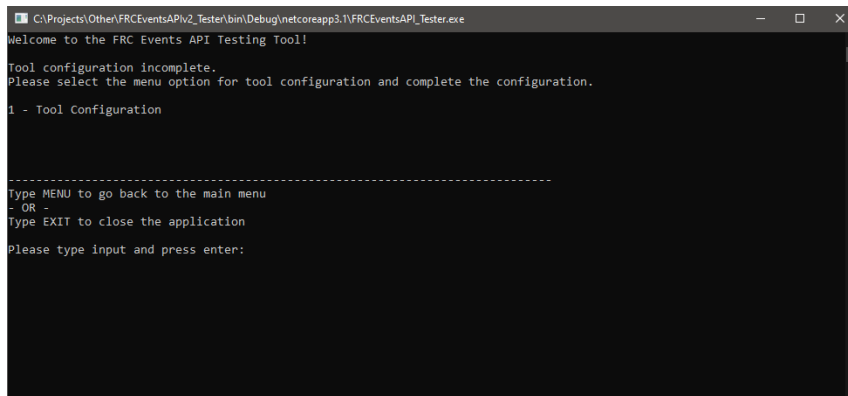 C:\Projects\Other\FRCEventsAPIv2_Tester\bin\Debug\netcoreapp3.1\FRCEventsAPI_Tester.exe
Welcome to the FRC Events API Testing Tool!
Tool configuration incomplete.
Please select the menu option for tool configuration and complete the configuration.
1 - Tool Configuration
------------------------------------------------------------------------------
Type MENU to go back to the main menu
- OR -
Type EXIT to close the application
Please type input and press enter: